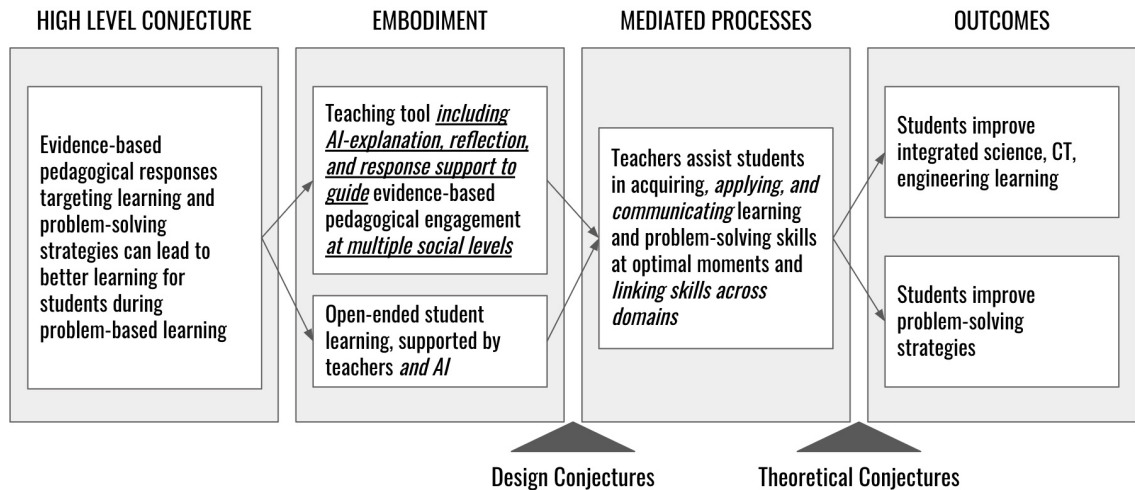 HIGH LEVEL CONJECTURE
Evidence-based
pedagogical responses
targeting learning and
problem-solving
strategies can lead to
better learning for
students during
problem-based learning
EMBODIMENT
Teaching tool including
AI-explanation, reflection,
and response support to
guide evidence-based
pedagogical engagement
at multiple social levels
Open-ended student
learning, supported by
teachers and AI
MEDIATED PROCESSES
Teachers assist students
in acquiring, applying, and
communicating learning
and problem-solving skills
at optimal moments and
linking skills across
domains
OUTCOMES
Students improve
integrated science, CT,
engineering learning
Students improve
problem-solving
strategies
Design Conjectures
Theoretical Conjectures